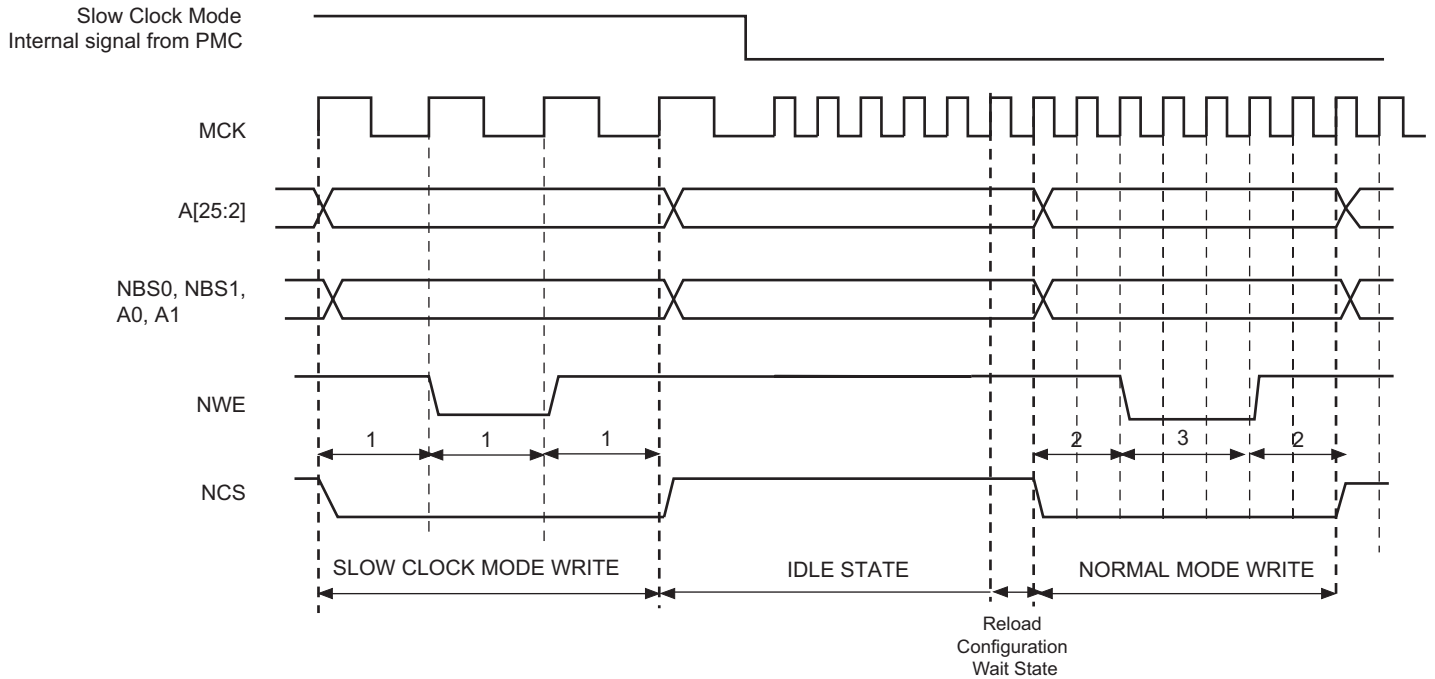 Slow Clock Mode
Internal signal from PMC
MCK
A[25:2]
NBS0, NBS1,
A0, A1
NWE
1 1 1 2 3 2
NCS
SLOW CLOCK MODE WRITE IDLE STATE NORMAL MODE WRITE
Reload
Configuration
Wait State